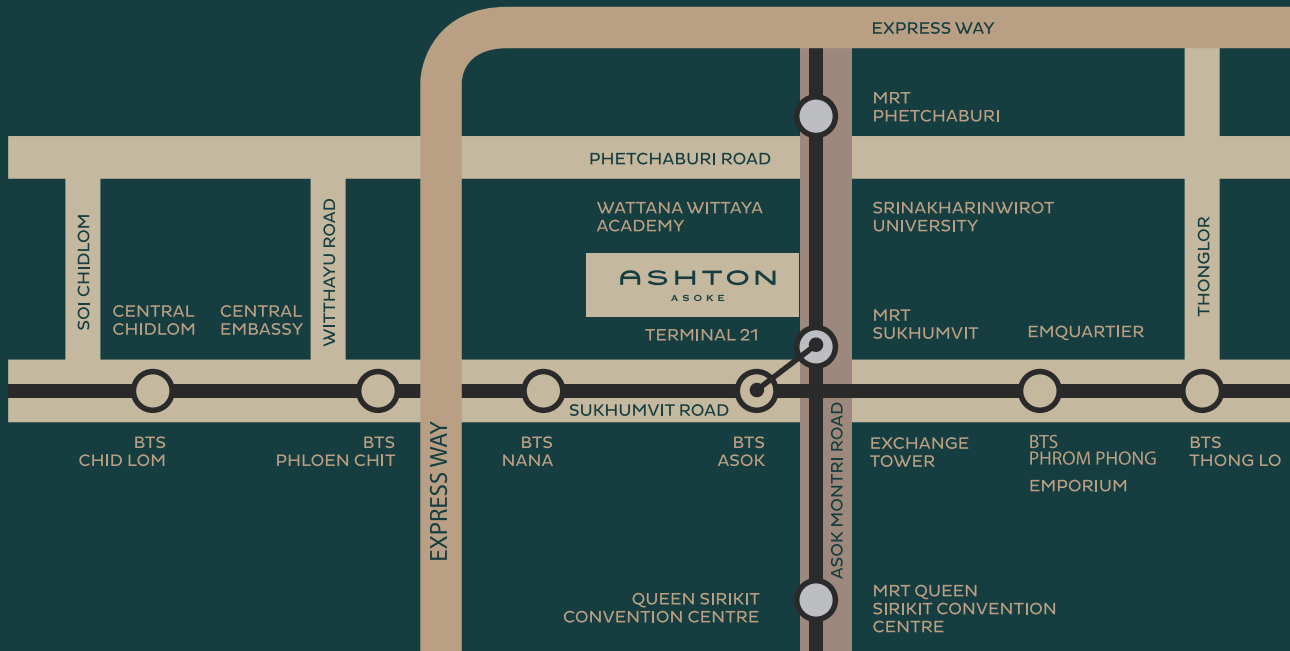 EXPRESS WAY
MRT
PHETCHABURI
PHETCHABURI ROAD
WATTANA WITTAYA
ACADEMY
SRINAKHARINWIROT
UNIVERSITY
SOI CHIDLOM
WITTHAYU ROAD
THONGLOR
ASHTON
ASOKE
CENTRAL
CHIDLOM
CENTRAL
EMBASSY
TERMINAL 21
MRT
SUKHUMVIT
EMQUARTIER
SUKHUMVIT ROAD
BTS
CHID LOM
BTS
PHLOEN CHIT
EXPRESS WAY
BTS
NANA
BTS
ASOK
ASOK MONTRI ROAD
EXCHANGE
TOWER
BTS
PHROM PHONG
EMPORIUM
BTS
THONG LO
QUEEN SIRIKIT
CONVENTION CENTRE
MRT QUEEN
SIRIKIT CONVENTION
CENTRE